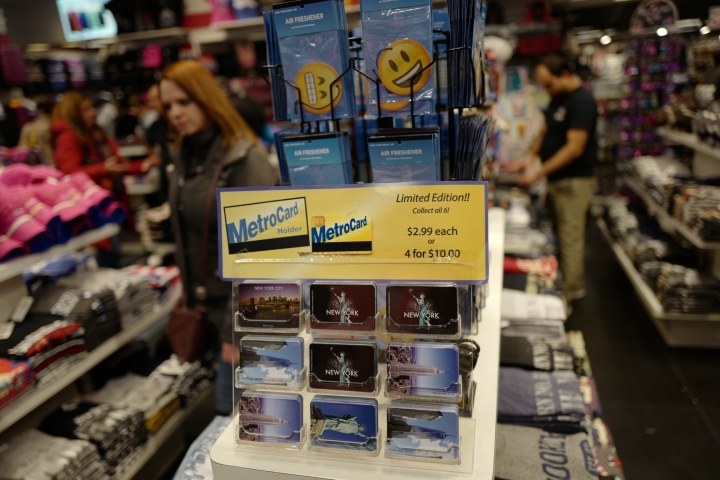 AIR FRESHENER
AIR FRESHENER
AIR FRESHENER
AIR FRESHENER
MetroCard
Holder
MetroCard
Limited Edition!!
Collect all 6!
$2.99 each
or
4 for $10.00
NEW YORK CITY
NEW YORK
NEW YORK
NEW YORK